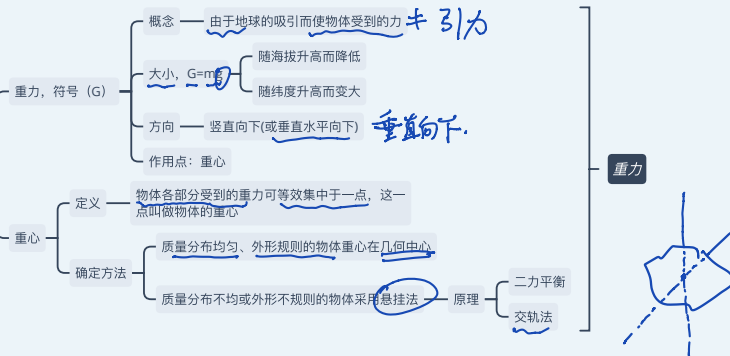 概念
由于地球的吸引而使物体受到的力
≠ 引力
大小，G=mg
随海拔升高而降低
随纬度升高而变大
重力，符号（G）
方向
竖直向下(或垂直水平向下)
≠垂直向下.
作用点：重心
重力
定义
物体各部分受到的重力可等效集中于一点，这一
点叫做物体的重心
重心
质量分布均匀、外形规则的物体重心在几何中心
确定方法
质量分布不均或外形不规则的物体采用悬挂法
原理
二力平衡
交轨法